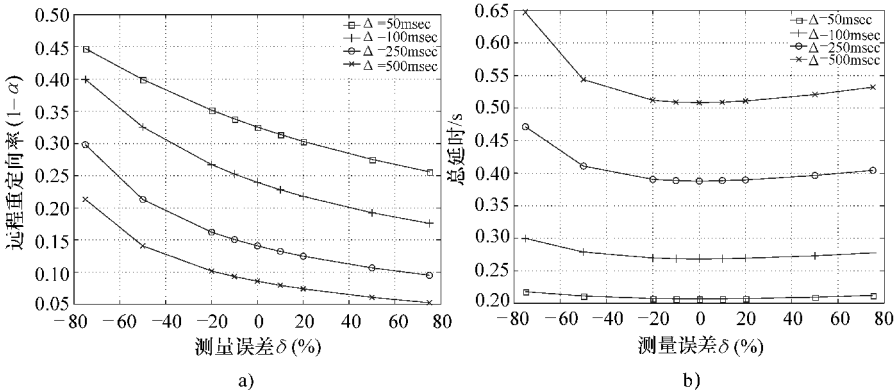 0.50
0.45
0.40
0.35
0.30
0.25
0.20
0.15
0.10
0.05
−80 −60 −40 −20 0 20 40 60 80
远程重定向率 (1−α)
测量误差δ (%)
Δ =50msec
Δ −100msec
Δ −250msec
Δ =500msec
a)
0.65
0.60
0.55
0.50
0.45
0.40
0.35
0.30
0.25
0.20
−80 −60 −40 −20 0 20 40 60 80
总延时/s
测量误差δ (%)
Δ=50msec
Δ−100msec
Δ=250msec
Δ=500msec
b)